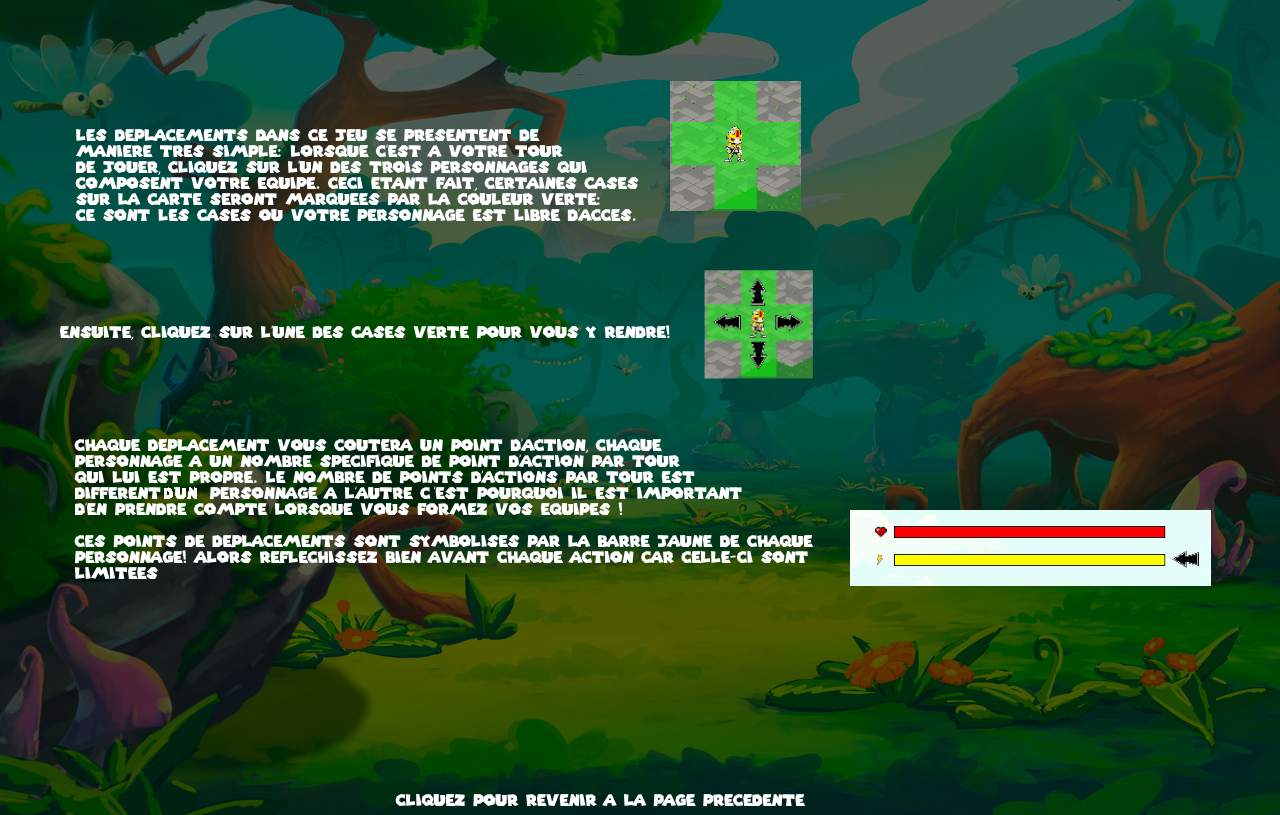 LES DEPLACEMENTS DANS CE JEU SE PRESENTENT DE
MANIERE TRES SIMPLE: LORSQUE C'EST A VOTRE TOUR
DE JOUER, CLIQUEZ SUR L'UN DES TROIS PERSONNAGES QUI
COMPOSENT VOTRE EQUIPE. CECI ETANT FAIT, CERTAINES CASES
SUR LA CARTE SERONT MARQUEES PAR LA COULEUR VERTE:
CE SONT LES CASES OU VOTRE PERSONNAGE EST LIBRE D'ACCES.
ENSUITE, CLIQUEZ SUR L'UNE DES CASES VERTE POUR VOUS Y RENDRE!
CHAQUE DEPLACEMENT VOUS COUTERA UN POINT D'ACTION, CHAQUE
PERSONNAGE A UN NOMBRE SPECIFIQUE DE POINT D'ACTION PAR TOUR
QUI LUI EST PROPRE. LE NOMBRE DE POINTS D'ACTIONS PAR TOUR EST
DIFFERENT D'UN PERSONNAGE A L'AUTRE C'EST POURQUOI IL EST IMPORTANT
D'EN PRENDRE COMPTE LORSQUE VOUS FORMEZ VOS EQUIPES !
CES POINTS DE DEPLACEMENTS SONT SYMBOLISES PAR LA BARRE JAUNE DE CHAQUE
PERSONNAGE! ALORS REFLECHISSEZ BIEN AVANT CHAQUE ACTION CAR CELLE-CI SONT
LIMITEES
CLIQUEZ POUR REVENIR A LA PAGE PRECEDENTE